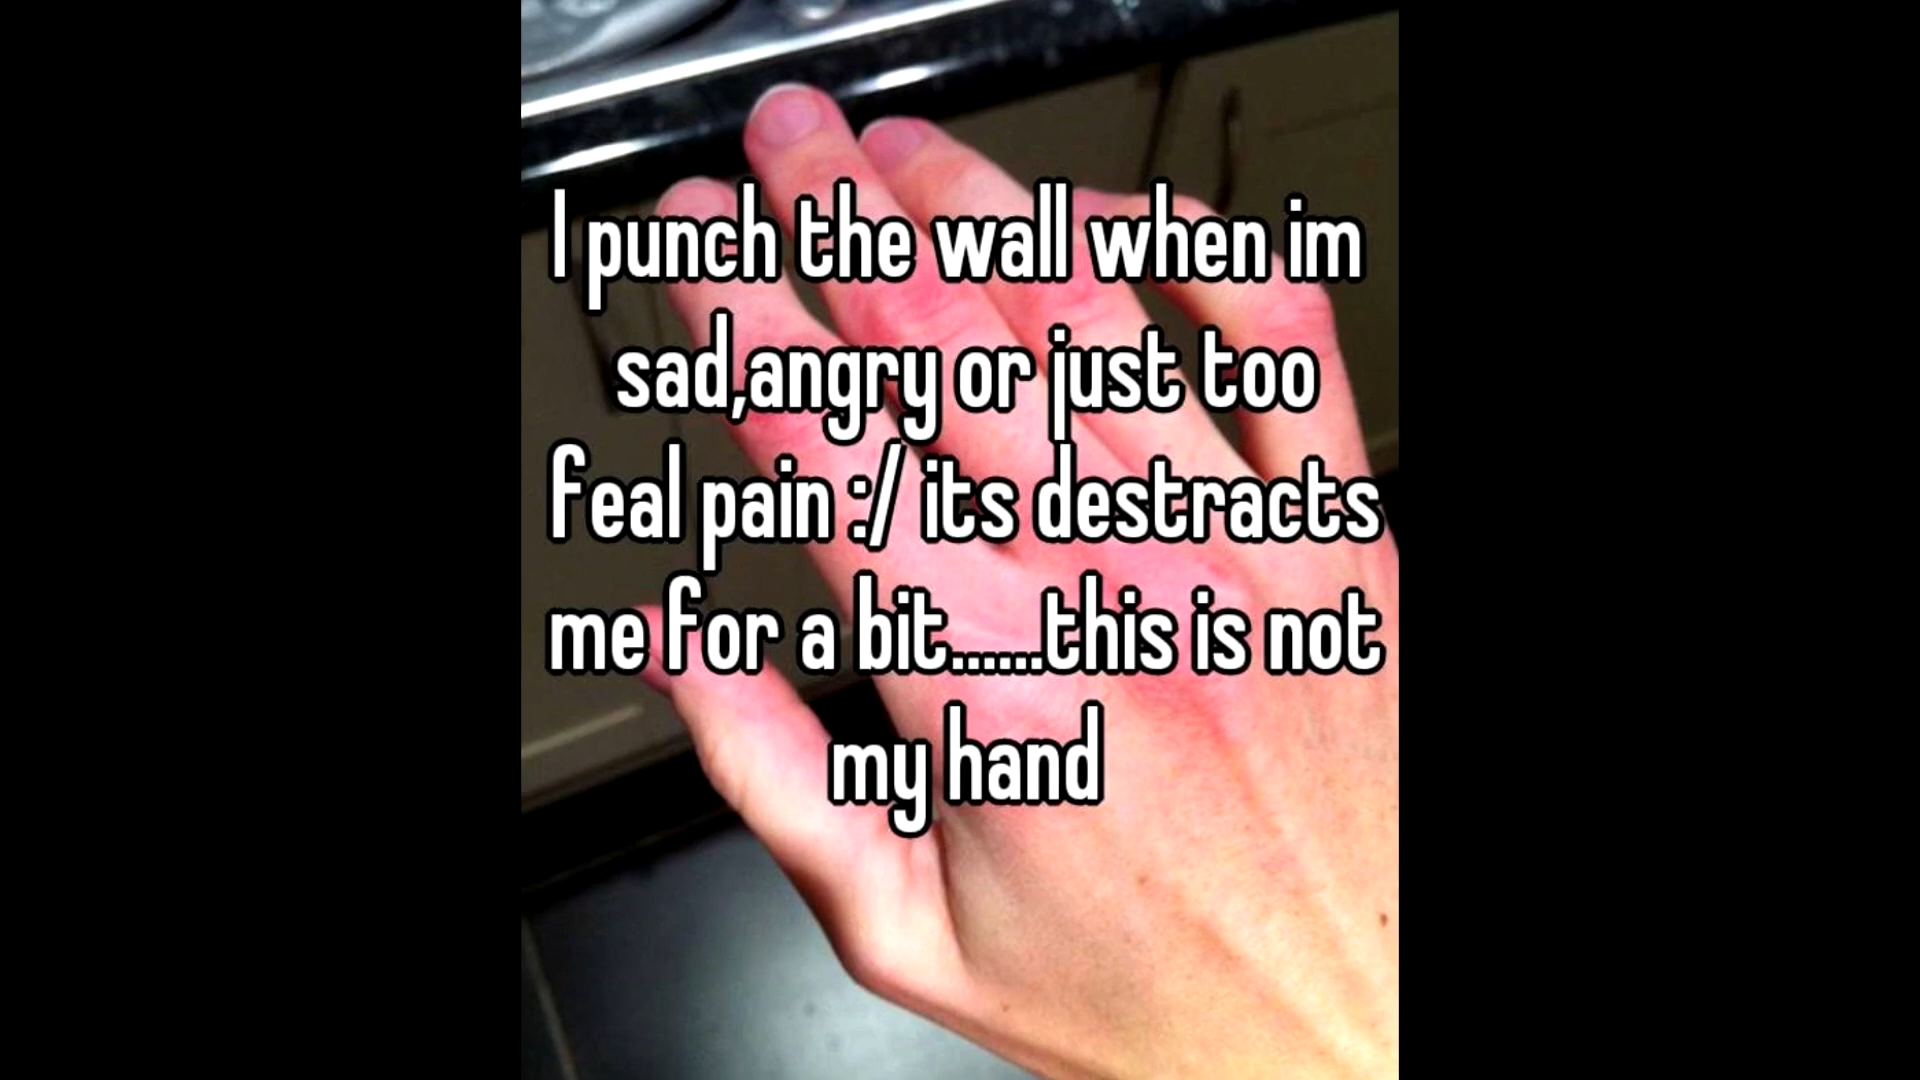 I punch the wall when im
sad,angry or just too
feal pain :/ its destracts
me for a bit......this is not
my hand